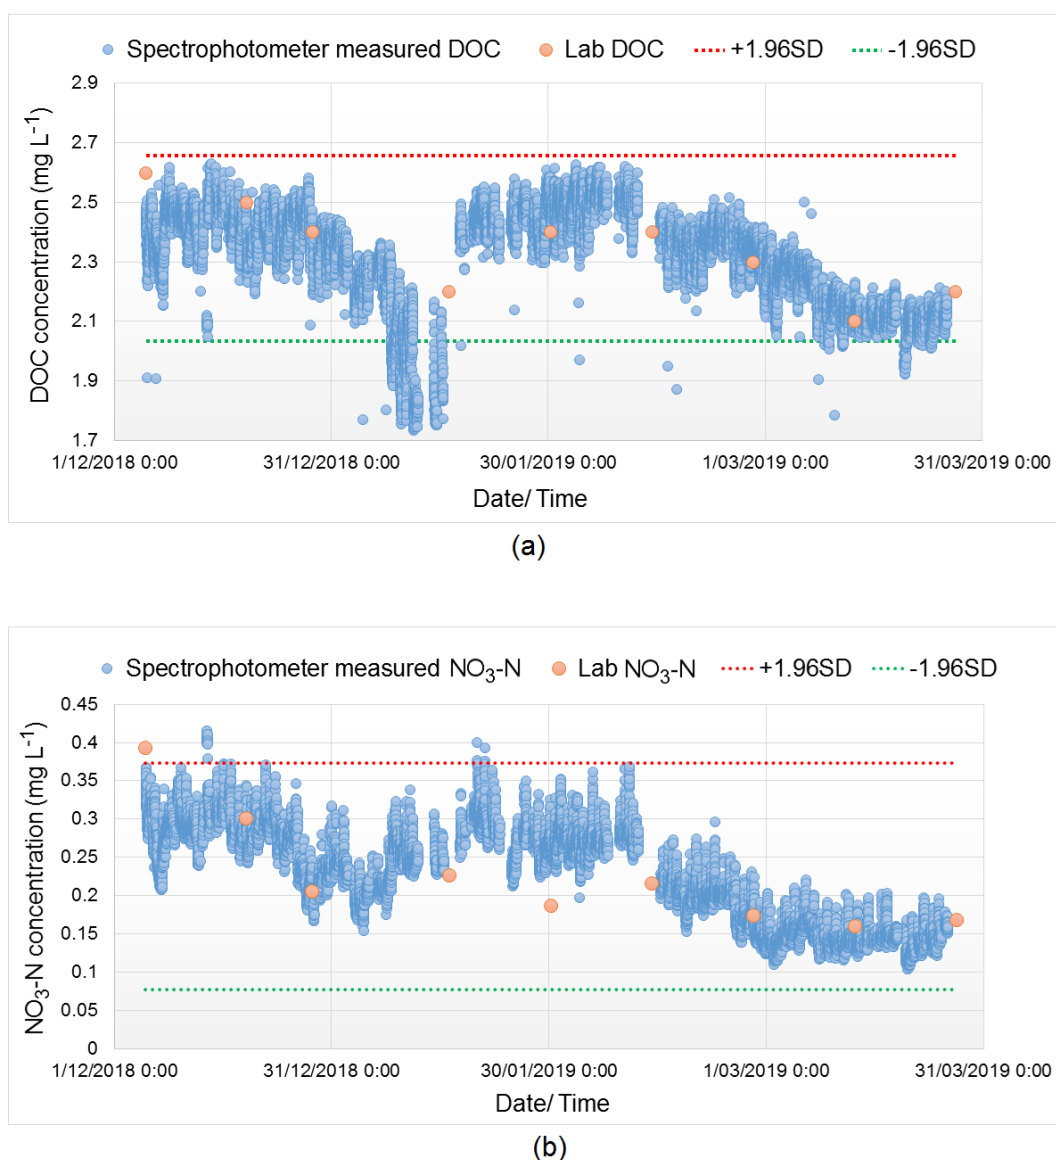 Spectrophotometer measured DOC Lab DOC +1.96SD -1.96SD
2.9
2.7
2.5
2.3
2.1
1.9
1.7
DOC concentration (mg L⁻¹)
1/12/2018 0:00 31/12/2018 0:00 30/01/2019 0:00 1/03/2019 0:00 31/03/2019 0:00
Date/ Time
(a)
Spectrophotometer measured NO₃-N Lab NO₃-N +1.96SD -1.96SD
0.45
0.4
0.35
0.3
0.25
0.2
0.15
0.1
0.05
0
NO₃-N concentration (mg L⁻¹)
1/12/2018 0:00 31/12/2018 0:00 30/01/2019 0:00 1/03/2019 0:00 31/03/2019 0:00
Date/ Time
(b)